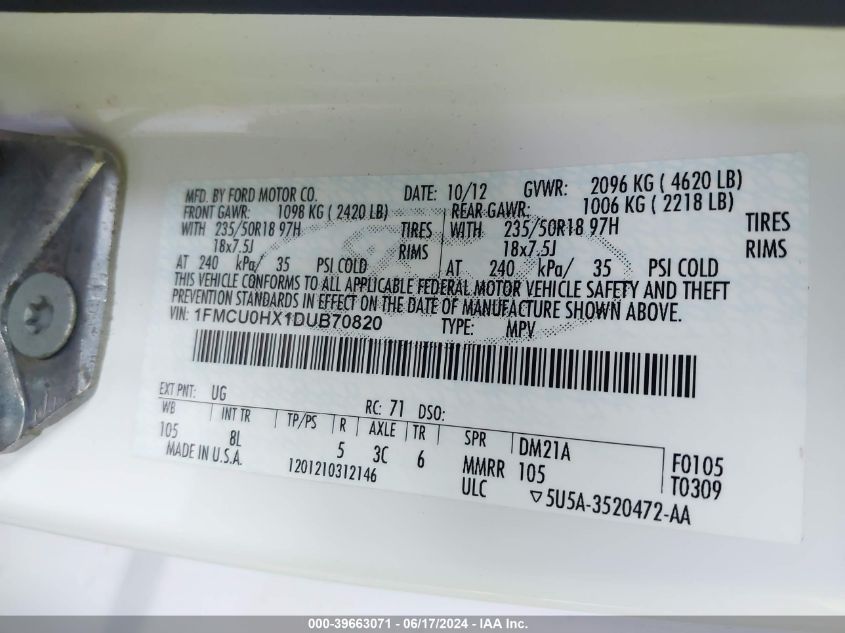 MFD. BY FORD MOTOR CO. DATE: 10/12 GVWR: 2096 KG ( 4620 LB)
FRONT GAWR: 1098 KG ( 2420 LB) REAR GAWR: 1006 KG ( 2218 LB)
WITH 235/50R18 97H TIRES WITH 235/50R18 97H TIRES
18x7.5J RIMS 18x7.5J RIMS
AT 240 kPa/ 35 PSI COLD AT 240 kPa/ 35 PSI COLD
THIS VEHICLE CONFORMS TO ALL APPLICABLE FEDERAL MOTOR VEHICLE SAFETY AND THEFT
PREVENTION STANDARDS IN EFFECT ON THE DATE OF MANUFACTURE SHOWN ABOVE.
VIN: 1FMCU0HX1DUB70820 TYPE: MPV
EXT PNT: UG RC: 71 DSO:
WB INT TR TP/PS R AXLE TR SPR DM21A F0105
105 8L 5 3C 6 MMRR 105 T0309
MADE IN U.S.A. 1201210312146 ULC ▽5U5A-3520472-AA
000-39663071 - 06/17/2024 - IAA Inc.